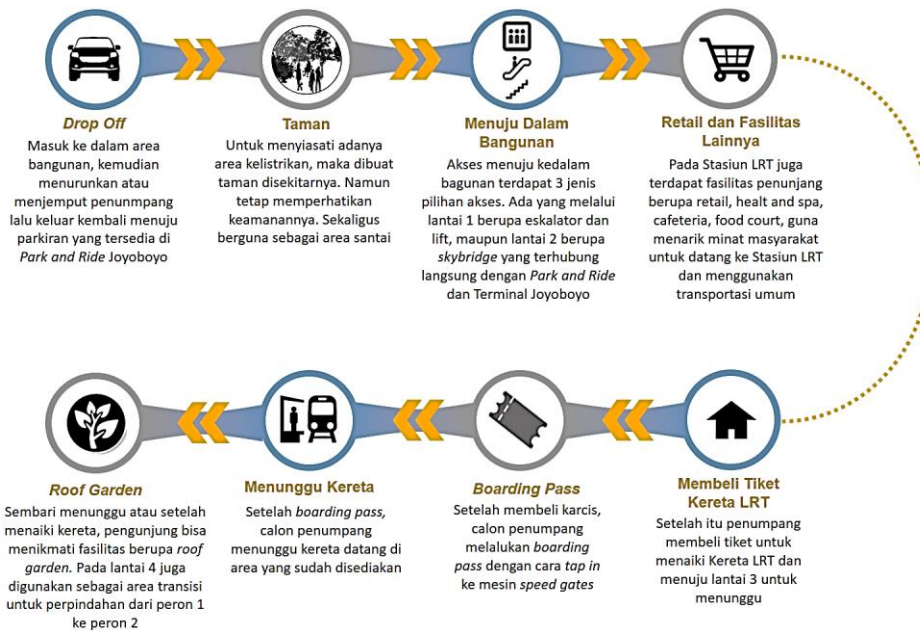 Drop Off
Masuk ke dalam area
bangunan, kemudian
menurunkan atau
menjemput penunmpang
lalu keluar kembali menuju
parkiran yang tersedia di
Park and Ride Joyoboyo
Taman
Untuk menyiasati adanya
area kelistrikan, maka dibuat
taman disekitarnya. Namun
tetap memperhatikan
keamanannya. Sekaligus
berguna sebagai area santai
Menuju Dalam
Bangunan
Akses menuju kedalam
bagunan terdapat 3 jenis
pilihan akses. Ada yang melalui
lantai 1 berupa eskalator dan
lift, maupun lantai 2 berupa
skybridge yang terhubung
langsung dengan Park and Ride
dan Terminal Joyoboyo
Retail dan Fasilitas
Lainnya
Pada Stasiun LRT juga
terdapat fasilitas penunjang
berupa retail, healt and spa,
cafeteria, food court, guna
menarik minat masyarakat
untuk datang ke Stasiun LRT
dan menggunakan
transportasi umum
Membeli Tiket
Kereta LRT
Setelah itu penumpang
membeli tiket untuk
menaiki Kereta LRT dan
menuju lantai 3 untuk
menunggu
Boarding Pass
Setelah membeli karcis,
calon penumpang
melalukan boarding
pass dengan cara tap in
ke mesin speed gates
Menunggu Kereta
Setelah boarding pass,
calon penumpang
menunggu kereta datang di
area yang sudah disediakan
Roof Garden
Sembari menunggu atau setelah
menaiki kereta, pengunjung bisa
menikmati fasilitas berupa roof
garden. Pada lantai 4 juga
digunakan sebagai area transisi
untuk perpindahan dari peron 1
ke peron 2